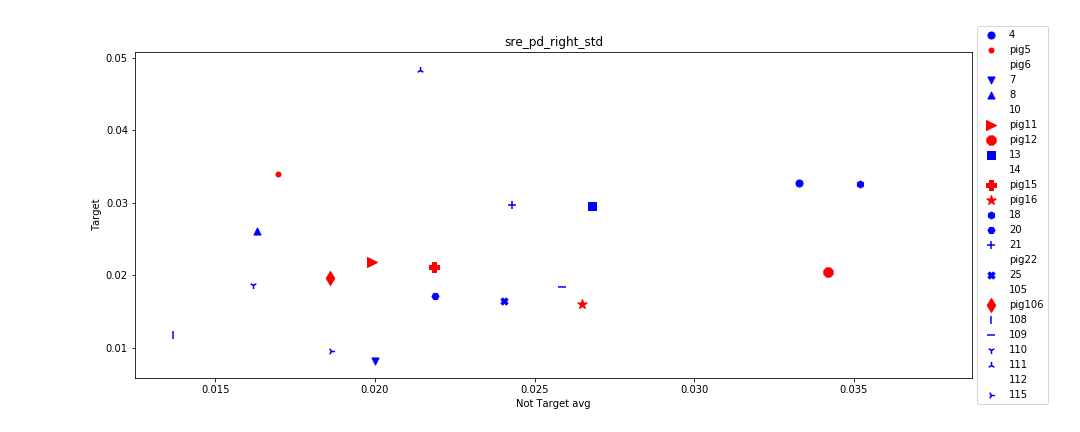 sre_pd_right_std
Target
0.05
0.04
0.03
0.02
0.01
0.015
0.020
0.025
0.030
0.035
Not Target avg
4
pig5
pig6
7
8
10
pig11
pig12
13
14
pig15
pig16
18
20
21
pig22
25
105
pig106
108
109
110
111
112
115